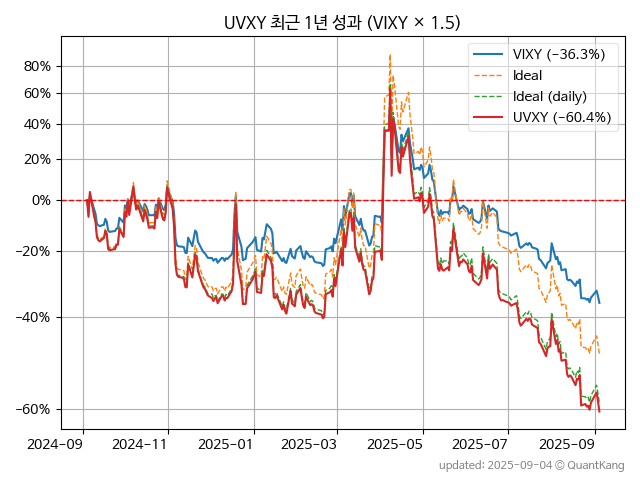 UVXY 최근 1년 성과 (VIXY × 1.5)
VIXY (−36.3%)
Ideal
Ideal (daily)
UVXY (−60.4%)
80%
60%
40%
20%
0%
−20%
−40%
−60%
2024-09 2024-11 2025-01 2025-03 2025-05 2025-07 2025-09
updated: 2025-09-04 © QuantKang